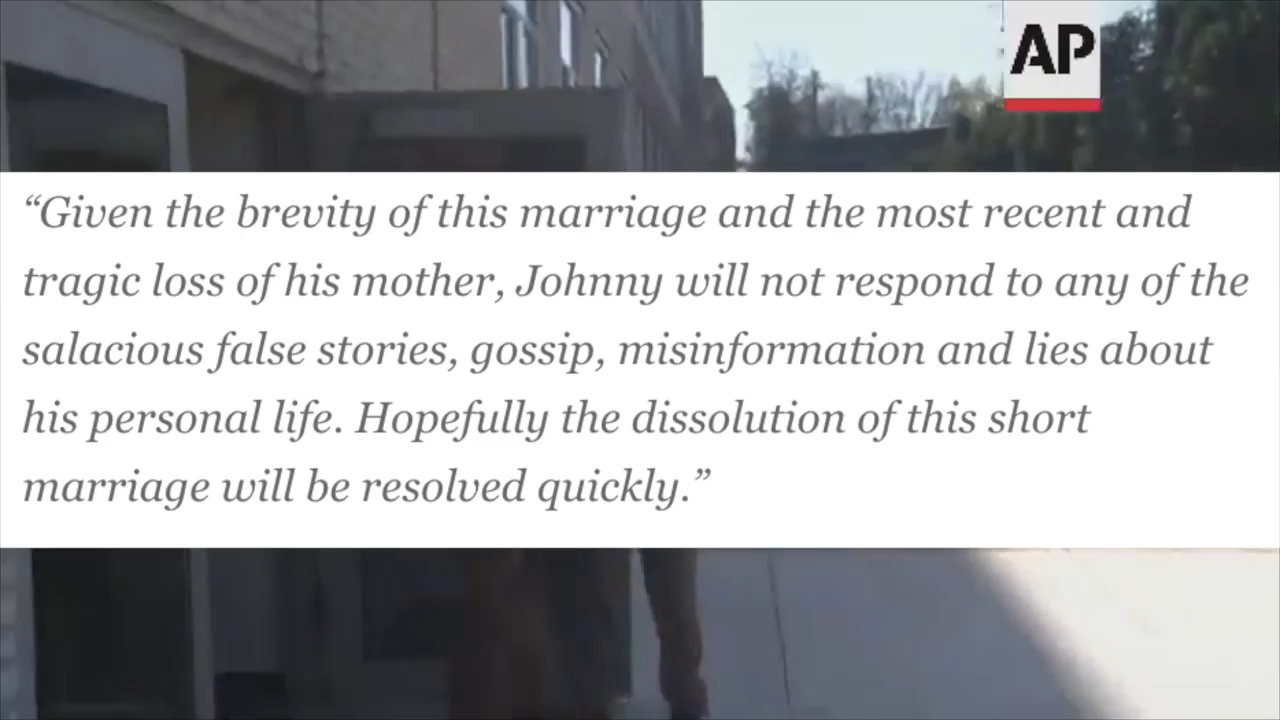 AP
“Given the brevity of this marriage and the most recent and
tragic loss of his mother, Johnny will not respond to any of the
salacious false stories, gossip, misinformation and lies about
his personal life. Hopefully the dissolution of this short
marriage will be resolved quickly.”